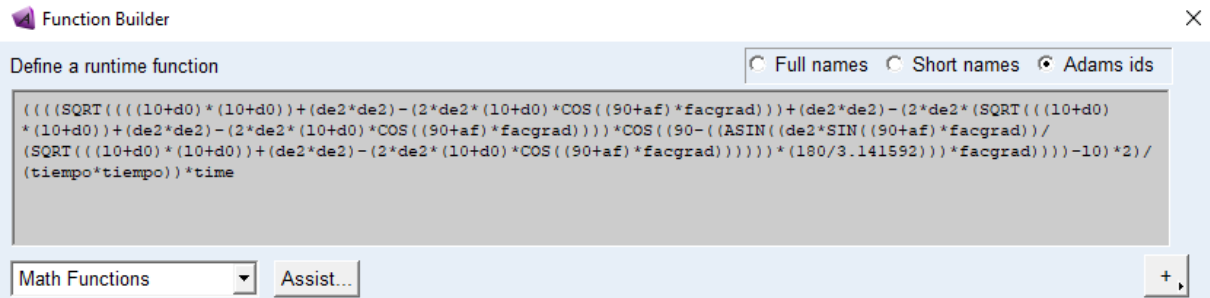 Function Builder
Define a runtime function
Full names Short names Adams ids
((((SQRT((((l0+d0)*(l0+d0))+(de2*de2)-(2*de2*(l0+d0)*COS((90+af)*facgrad)))+(de2*de2)-(2*de2*(SQRT(((l0+d0)
*(l0+d0))+(de2*de2)-(2*de2*(l0+d0)*COS((90+af)*facgrad))))*COS((90-((ASIN((de2*SIN((90+af)*facgrad))/
(SQRT(((l0+d0)*(l0+d0))+(de2*de2)-(2*de2*(l0+d0)*COS((90+af)*facgrad))))))*(180/3.141592)))*facgrad))))-l0)*2)/
(tiempo*tiempo))*time
Math Functions Assist... +